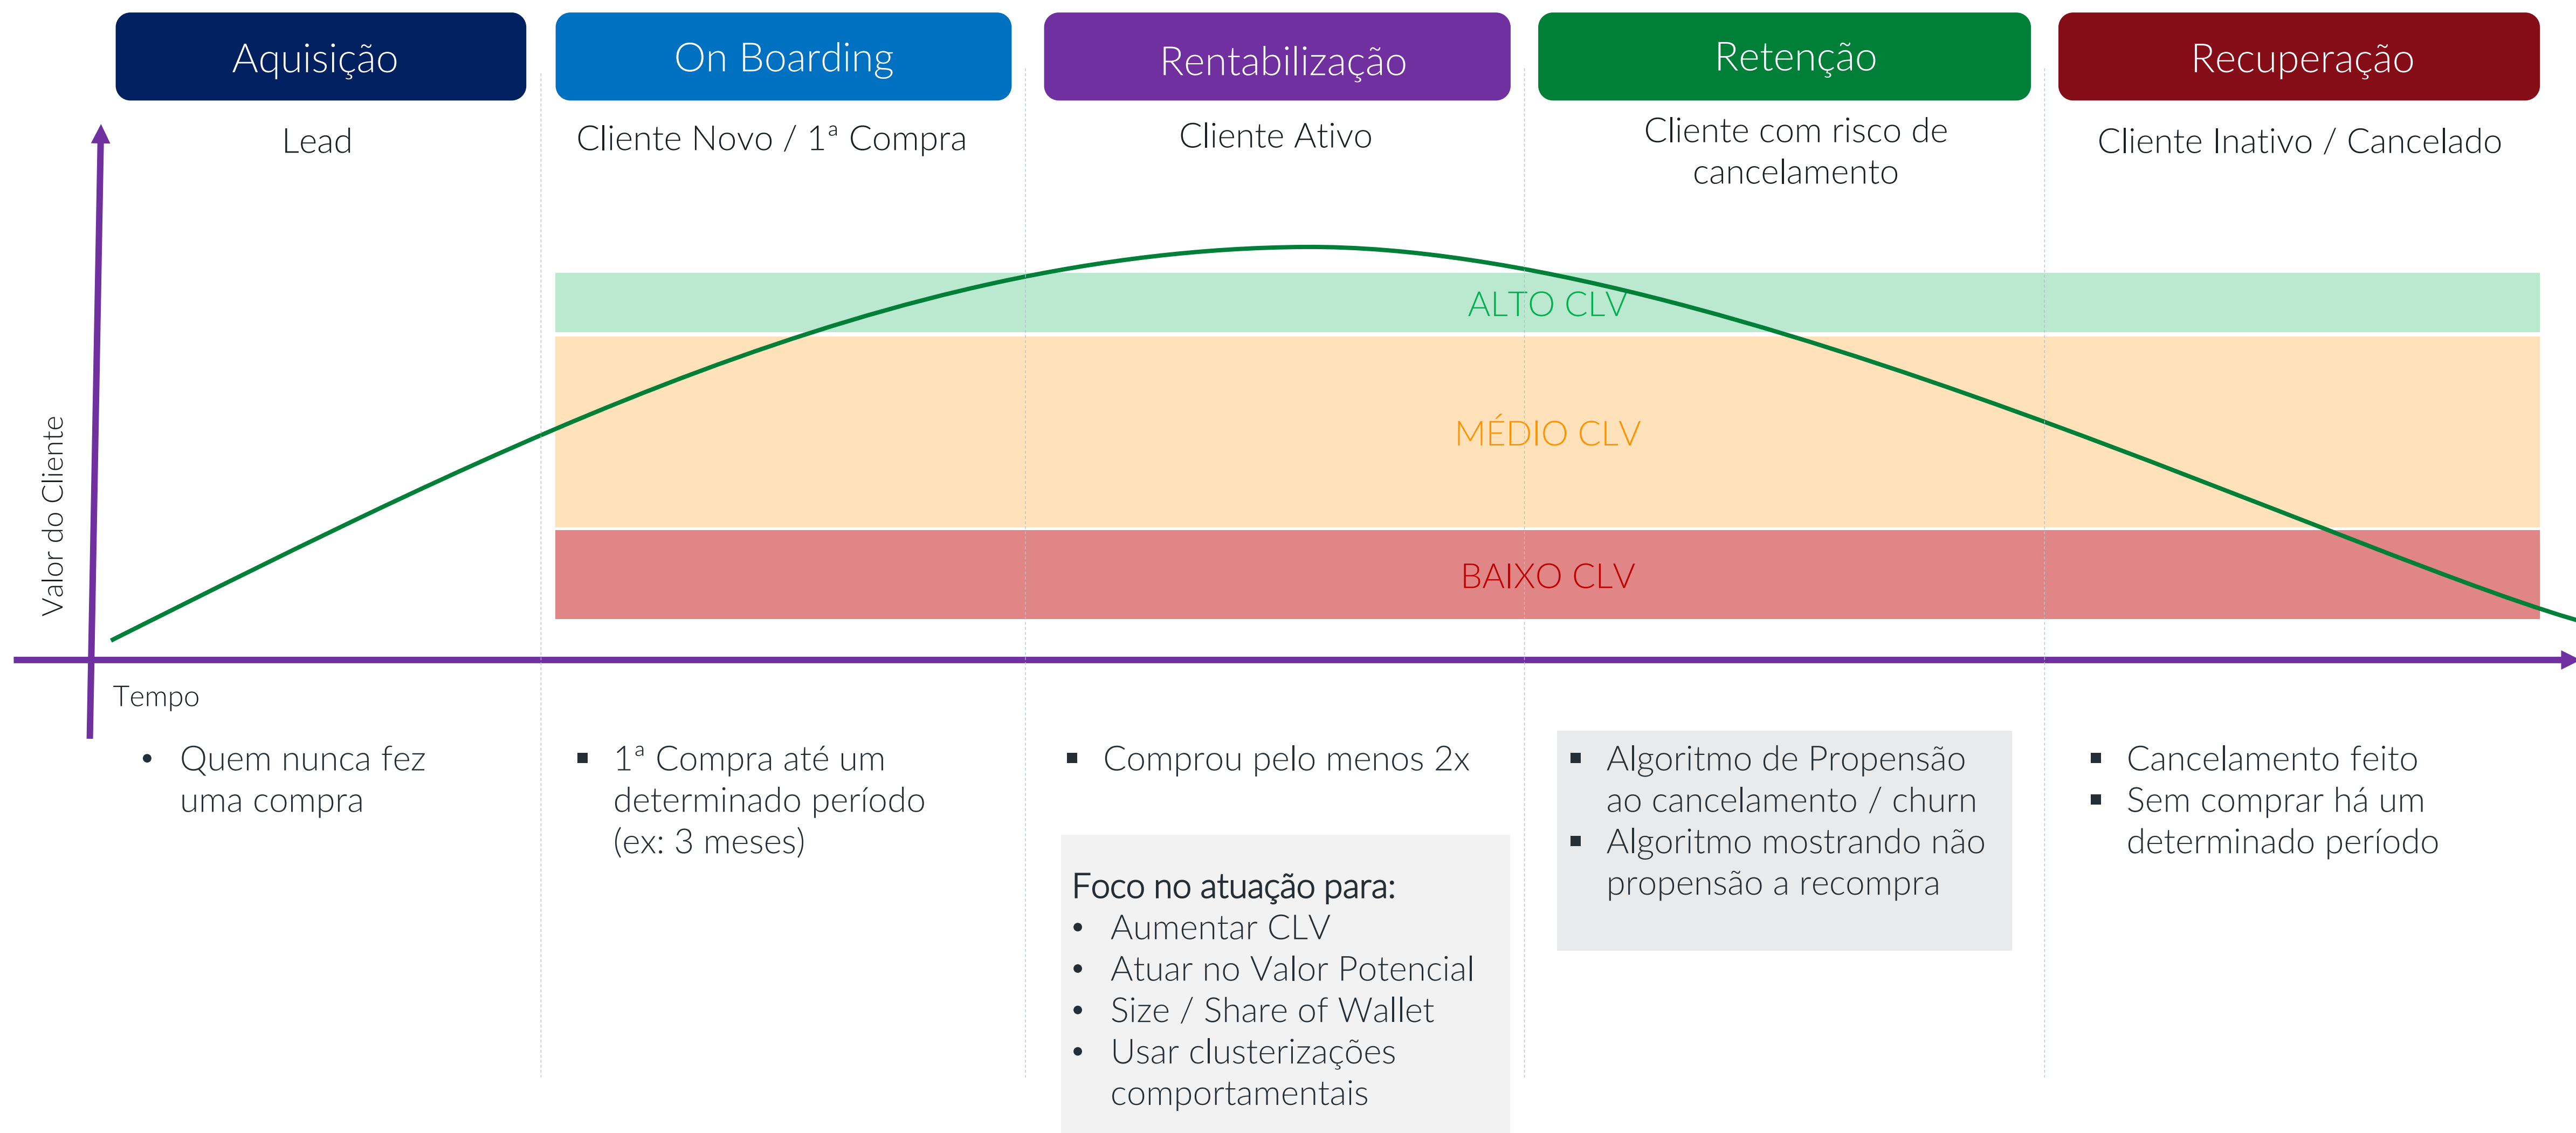 Aquisição
On Boarding
Rentabilização
Retenção
Recuperação
Lead
Cliente Novo / 1ª Compra
Cliente Ativo
Cliente com risco de
cancelamento
Cliente Inativo / Cancelado
Valor do Cliente
ALTO CLV
MÉDIO CLV
BAIXO CLV
Tempo
• Quem nunca fez
uma compra
▪ 1ª Compra até um
determinado período
(ex: 3 meses)
▪ Comprou pelo menos 2x
Foco no atuação para:
• Aumentar CLV
• Atuar no Valor Potencial
• Size / Share of Wallet
• Usar clusterizações
comportamentais
▪ Algoritmo de Propensão
ao cancelamento / churn
▪ Algoritmo mostrando não
propensão a recompra
▪ Cancelamento feito
▪ Sem comprar há um
determinado período